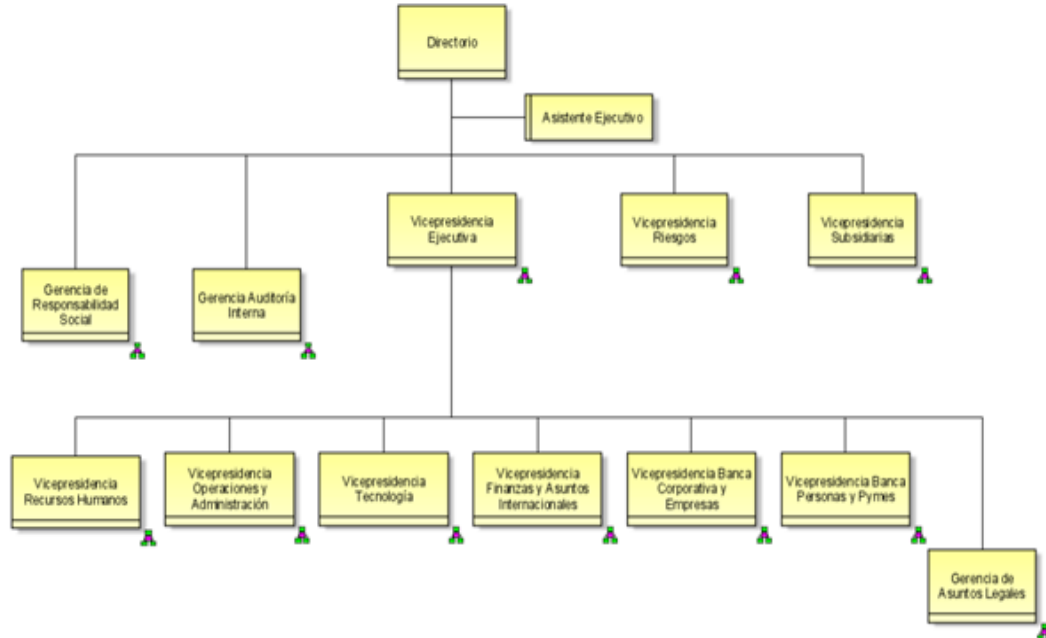 Directorio
Asistente Ejecutivo
Vicepresidencia
Ejecutiva
Vicepresidencia
Riesgos
Vicepresidencia
Subsidiarias
Gerencia de
Responsabilidad
Social
Gerencia Auditoría
Interna
Vicepresidencia
Recursos Humanos
Vicepresidencia
Operaciones y
Administración
Vicepresidencia
Tecnología
Vicepresidencia
Finanzas y Asuntos
Internacionales
Vicepresidencia Banca
Corporativa y
Empresas
Vicepresidencia Banca
Personas y Pymes
Gerencia de
Asuntos Legales